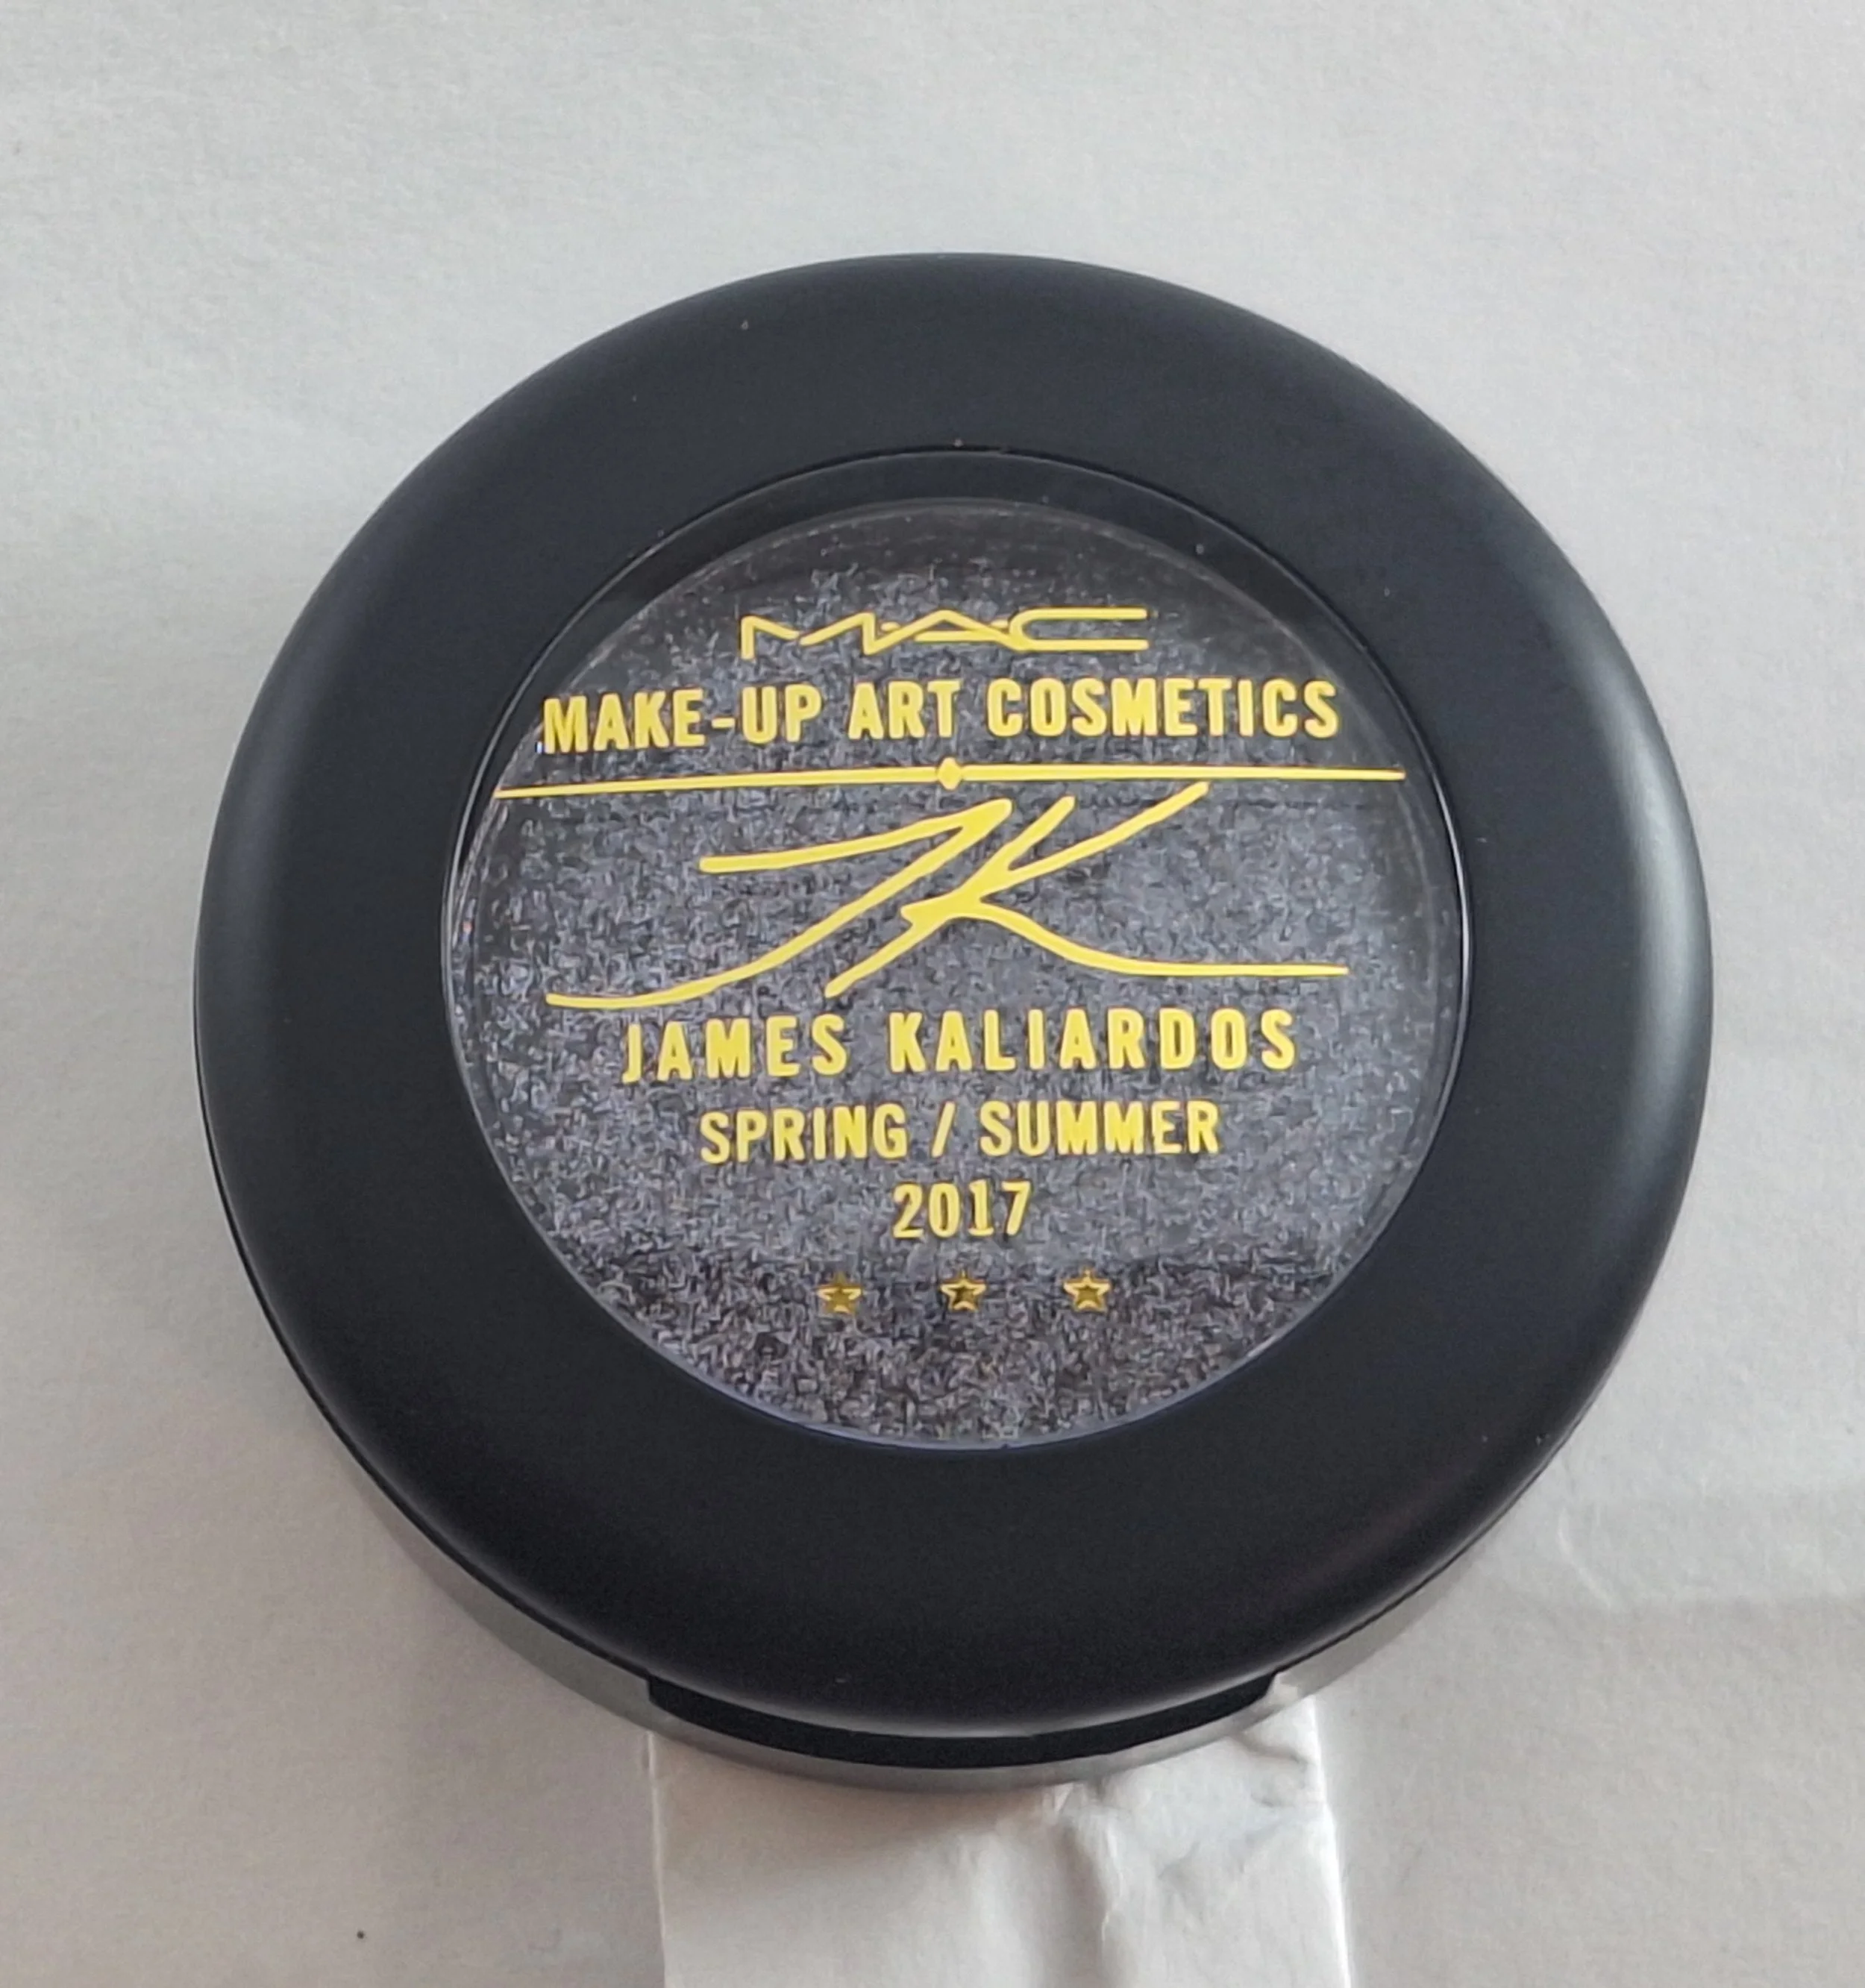 MAC
MAKE-UP ART COSMETICS
JK
JAMES KALIARDOS
SPRING / SUMMER
2017